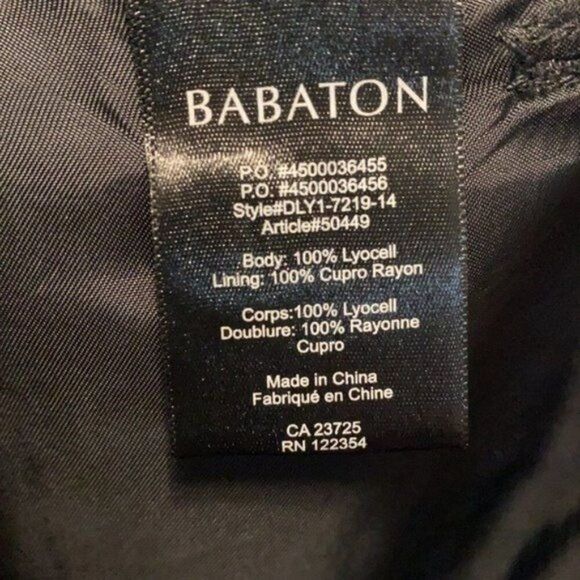 BABATON
P.O. #4500036455
P.O. #4500036456
Style#DLY1-7219-14
Article#50449
Body: 100% Lyocell
Lining: 100% Cupro Rayon
Corps:100% Lyocell
Doublure: 100% Rayonne
Cupro
Made in China
Fabriqué en Chine
CA 23725
RN 122354